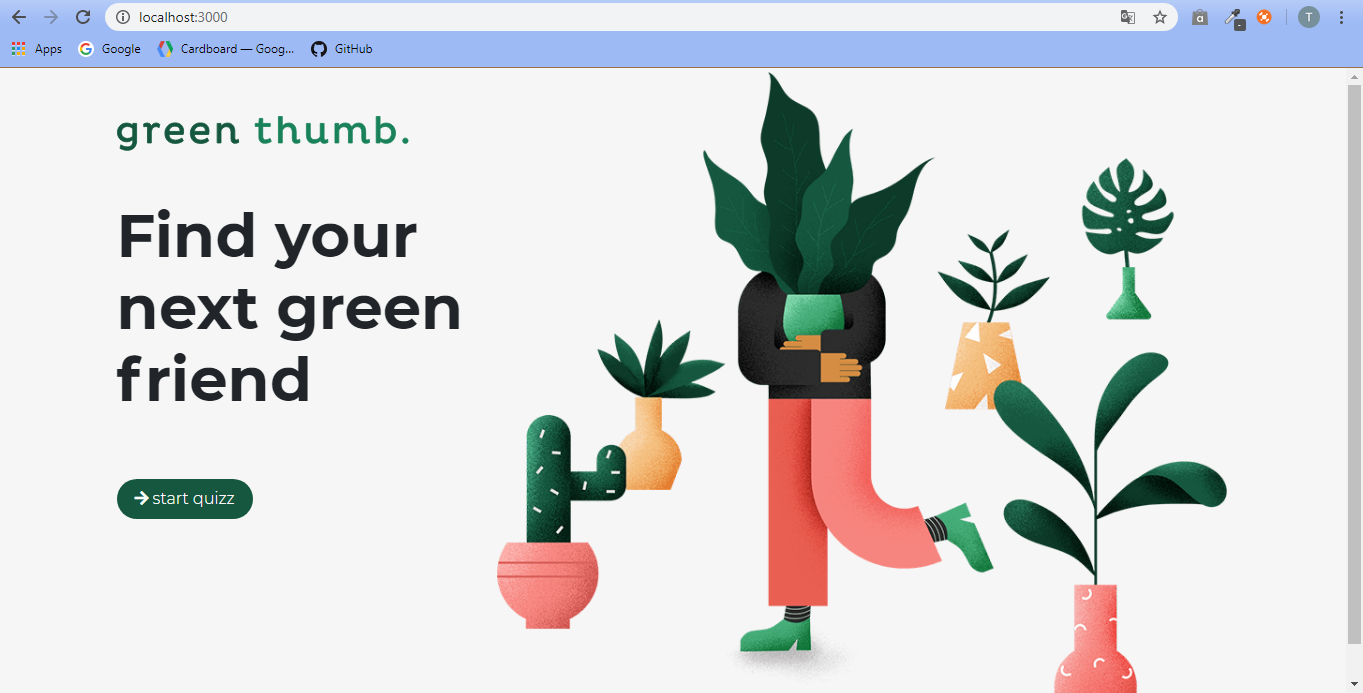 localhost:3000
T
Apps
Google
Cardboard — Goog...
GitHub
green thumb.
Find your
next green
friend
start quizz